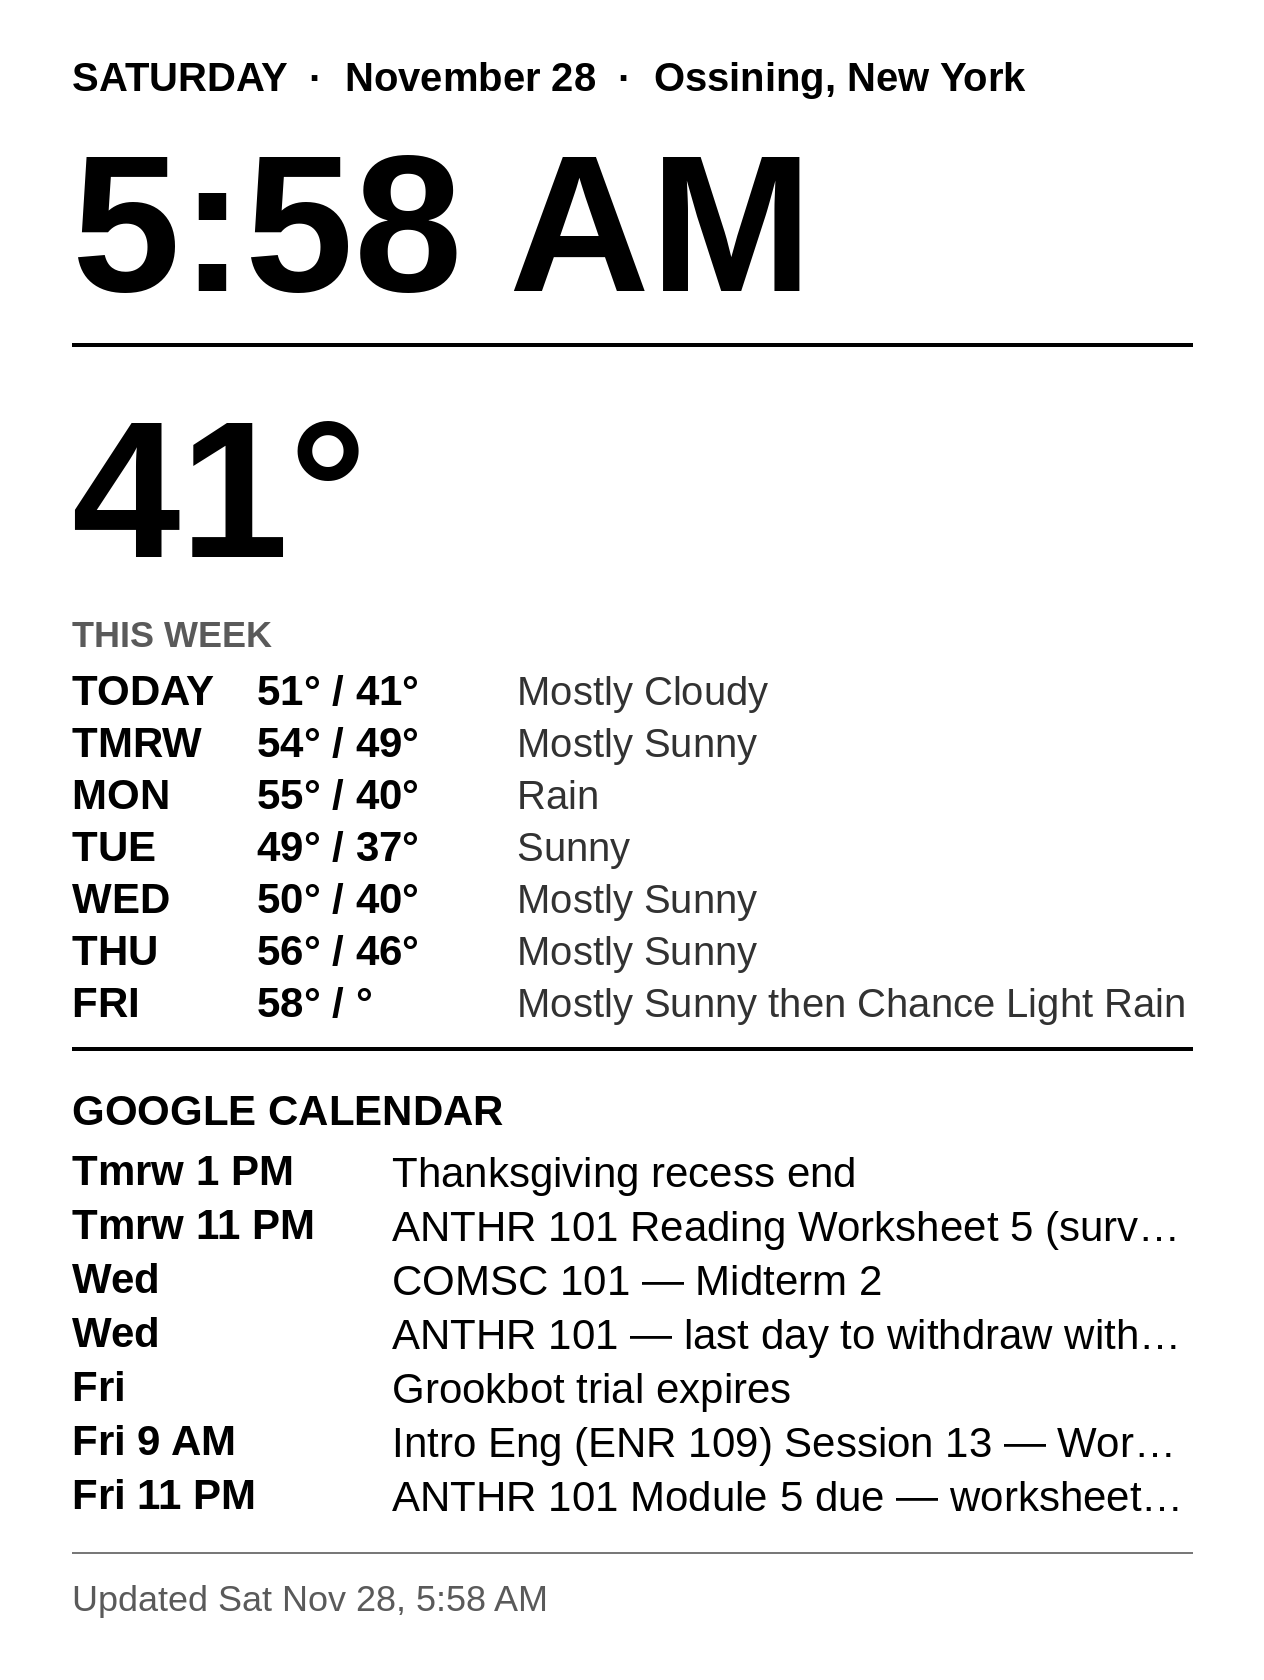 SATURDAY · November 28 · Ossining, New York
5:58 AM
41°
THIS WEEK
TODAY 51° / 41° Mostly Cloudy
TMRW 54° / 49° Mostly Sunny
MON 55° / 40° Rain
TUE 49° / 37° Sunny
WED 50° / 40° Mostly Sunny
THU 56° / 46° Mostly Sunny
FRI 58° / ° Mostly Sunny then Chance Light Rain
GOOGLE CALENDAR
Tmrw 1 PM Thanksgiving recess end
Tmrw 11 PM ANTHR 101 Reading Worksheet 5 (surv…
Wed COMSC 101 — Midterm 2
Wed ANTHR 101 — last day to withdraw with…
Fri Grookbot trial expires
Fri 9 AM Intro Eng (ENR 109) Session 13 — Wor…
Fri 11 PM ANTHR 101 Module 5 due — worksheet…
Updated Sat Nov 28, 5:58 AM